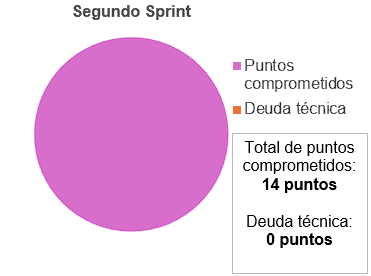 Segundo Sprint
Puntos
comprometidos
Deuda técnica
Total de puntos
comprometidos:
14 puntos
Deuda técnica:
0 puntos